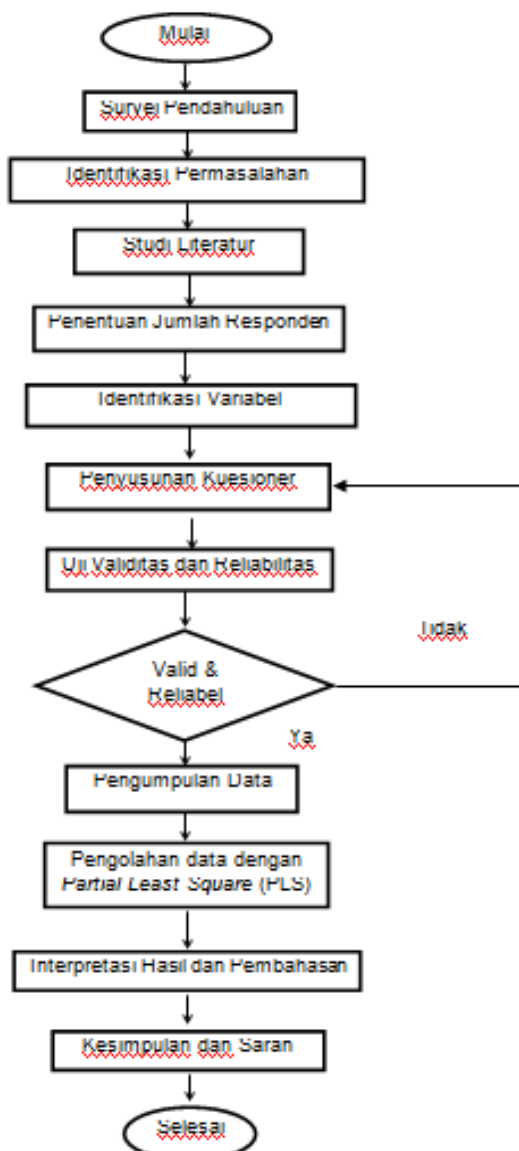 Mulai
Survei Pendahuluan
Identifikasi Permasalahan
Studi Literatur
Penentuan Jumlah Responden
Identifikasi Variabel
Penyusunan Kuesioner
Uji Validitas dan Reliabilitas
Tidak
Valid &
Reliabel
Ya
Pengumpulan Data
Pengolahan data dengan
Partial Least Square (PLS)
Interpretasi Hasil dan Pembahasan
Kesimpulan dan Saran
Selesai